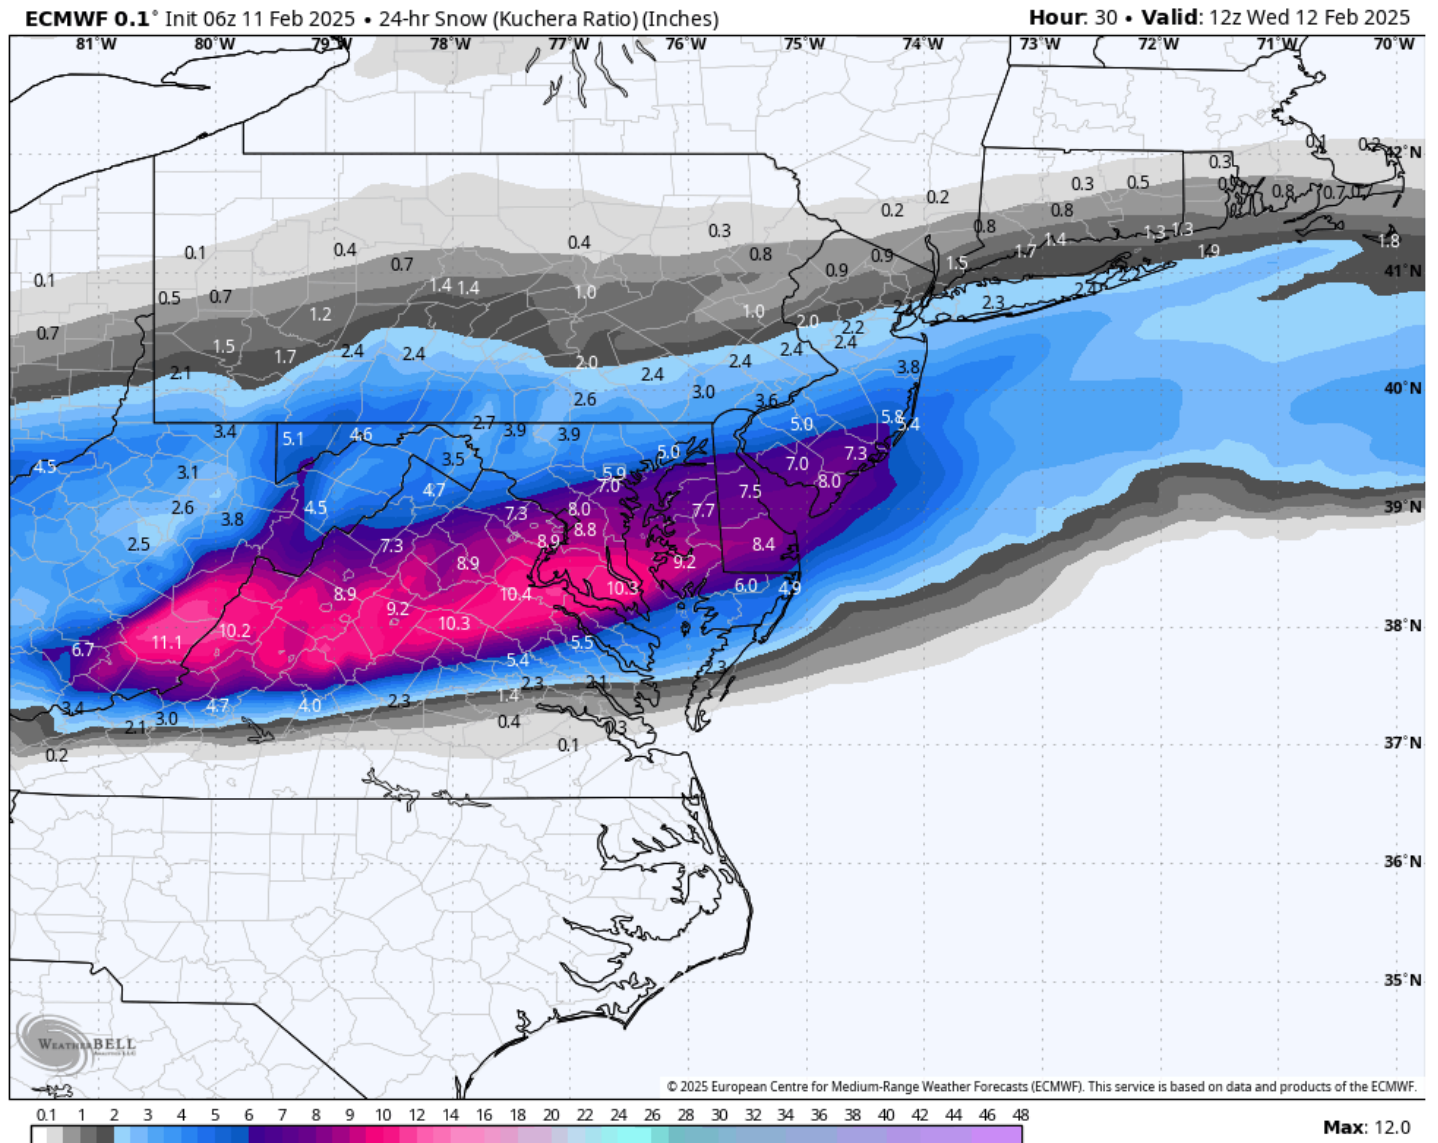 ECMWF 0.1° Init 06z 11 Feb 2025 • 24-hr Snow (Kuchera Ratio) (Inches)
Hour: 30 • Valid: 12z Wed 12 Feb 2025
81°W 80°W 79°W 78°W 77°W 76°W 75°W 74°W 73°W 72°W 71°W 70°W
0.1 0.2 42°N
0.3
0.3 0.5 0.8 0.7
0.2 0.2 0.8
0.3 0.8 1.3 1.3
0.1 0.4 0.4 0.8 0.9 1.4 1.7 1.9 1.8
0.7 0.9 1.5 41°N
0.1 1.4 1.4 1.0 2.4
0.5 0.7 1.2 1.0 2.1 2.3
0.7 2.0 2.2
1.5 1.7 2.4 2.4 2.0 2.4 2.4 2.4
2.1 2.4 3.8 40°N
2.6 3.0 3.6
3.4 5.1 4.6 2.7 3.9 3.9 5.0 5.8 5.4
4.5 3.1 3.5 5.0 7.3
5.9 7.0
4.7 7.0 7.5 8.0
2.6 3.8 4.5 7.3 8.0 7.7 39°N
2.5 7.3 8.9 8.8 8.4
8.9 9.2
8.9 10.4 10.3 6.0 4.9
9.2
11.1 10.2 10.3 38°N
6.7 5.5
5.4
2.3 2.1
3.4 4.7 4.0 2.3 1.4
2.1 3.0 0.4 0.3
0.2 0.1 37°N
36°N
35°N
WEATHERBELL
© 2025 European Centre for Medium-Range Weather Forecasts (ECMWF). This service is based on data and products of the ECMWF.
0.1 1 2 3 4 5 6 7 8 9 10 12 14 16 18 20 22 24 26 28 30 32 34 36 38 40 42 44 46 48
Max: 12.0